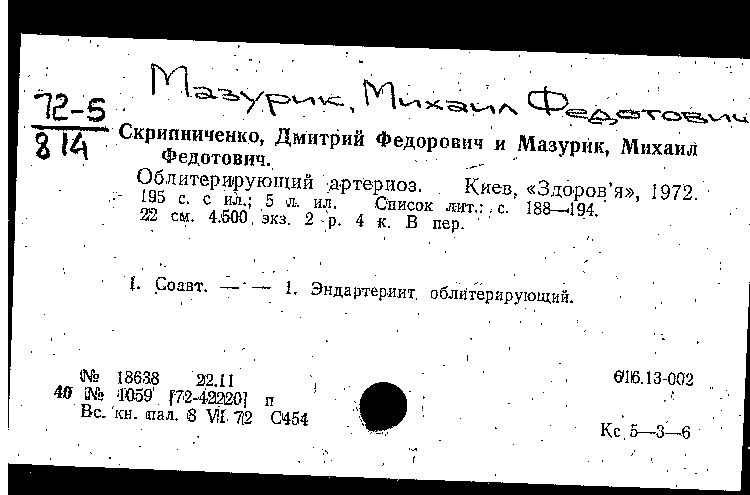 Мазурик, Михаил Федотович
72-5
814
Скрипниченко, Дмитрий Федорович и Мазурик, Михаил
Федотович.
Облитерирующий артериоз. Киев, «Здоров’я», 1972.
195 с. с ил.; 5 л. ил. Список лит.: с. 188—194.
22 см. 4.500 экз. 2 р. 4 к. В пер.
I. Соавт. — — 1. Эндартериит облитерирующий.
№ 18638 22.11
40 № 1059 [72-42220] п
Вс. кн. пал. 8 VII 72 С454
616.13-002
Кс 5—3—6